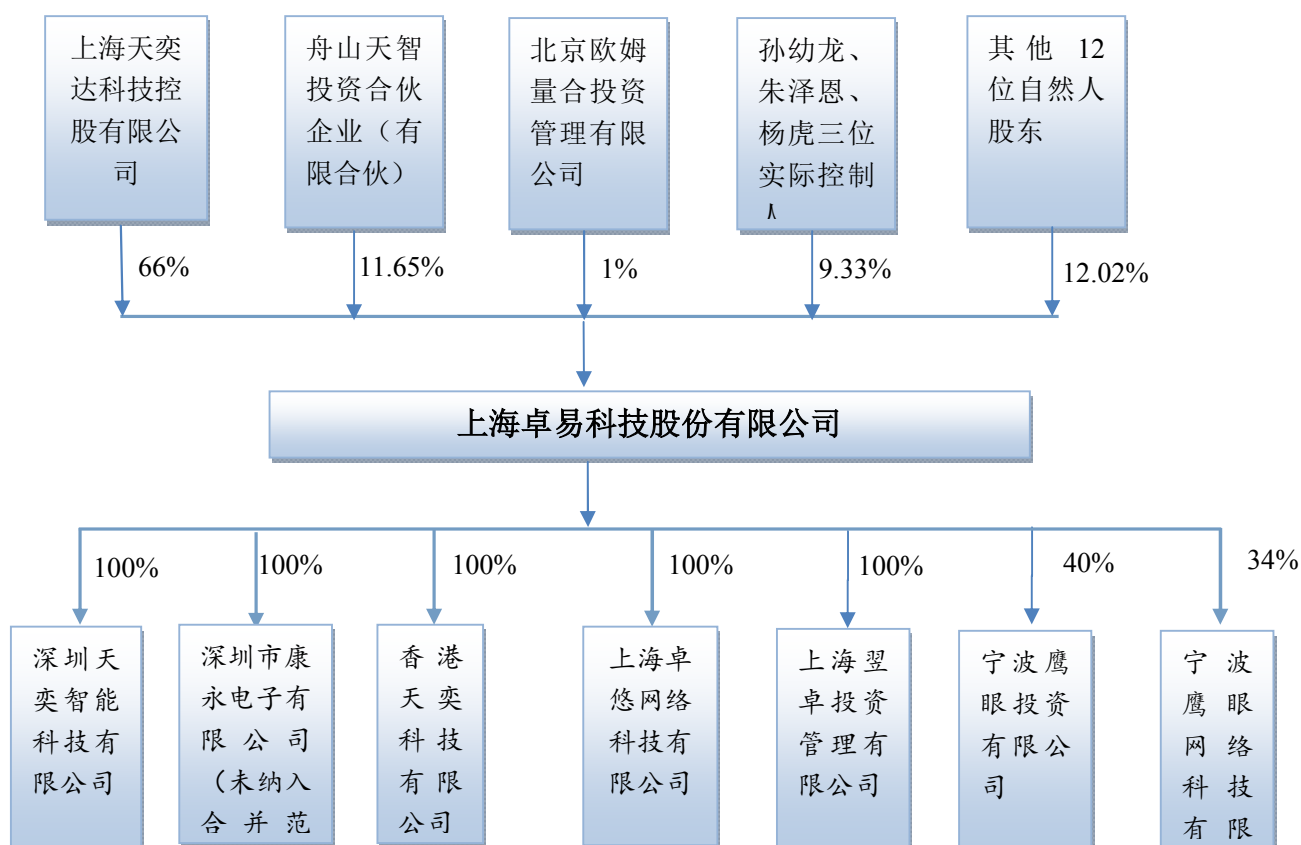 上海天奕
达科技控
股有限公
司
舟山天智
投资合伙
企业（有
限合伙）
北京欧姆
量合投资
管理有限
公司
孙幼龙、
朱泽恩、
杨虎三位
实际控制
人
其他 12
位自然人
股东
66%
11.65%
1%
9.33%
12.02%
上海卓易科技股份有限公司
100%
100%
100%
100%
100%
40%
34%
深圳天
奕智能
科技有
限公司
深圳市康
永电子有
限公司
（未纳入
合并范
香港
天奕
科技
有限
公司
上海卓
悠网络
科技有
限公司
上海翌
卓投资
管理有
限公司
宁波鹰
眼投资
有限公
司
宁波
鹰眼
网络
科技
有限